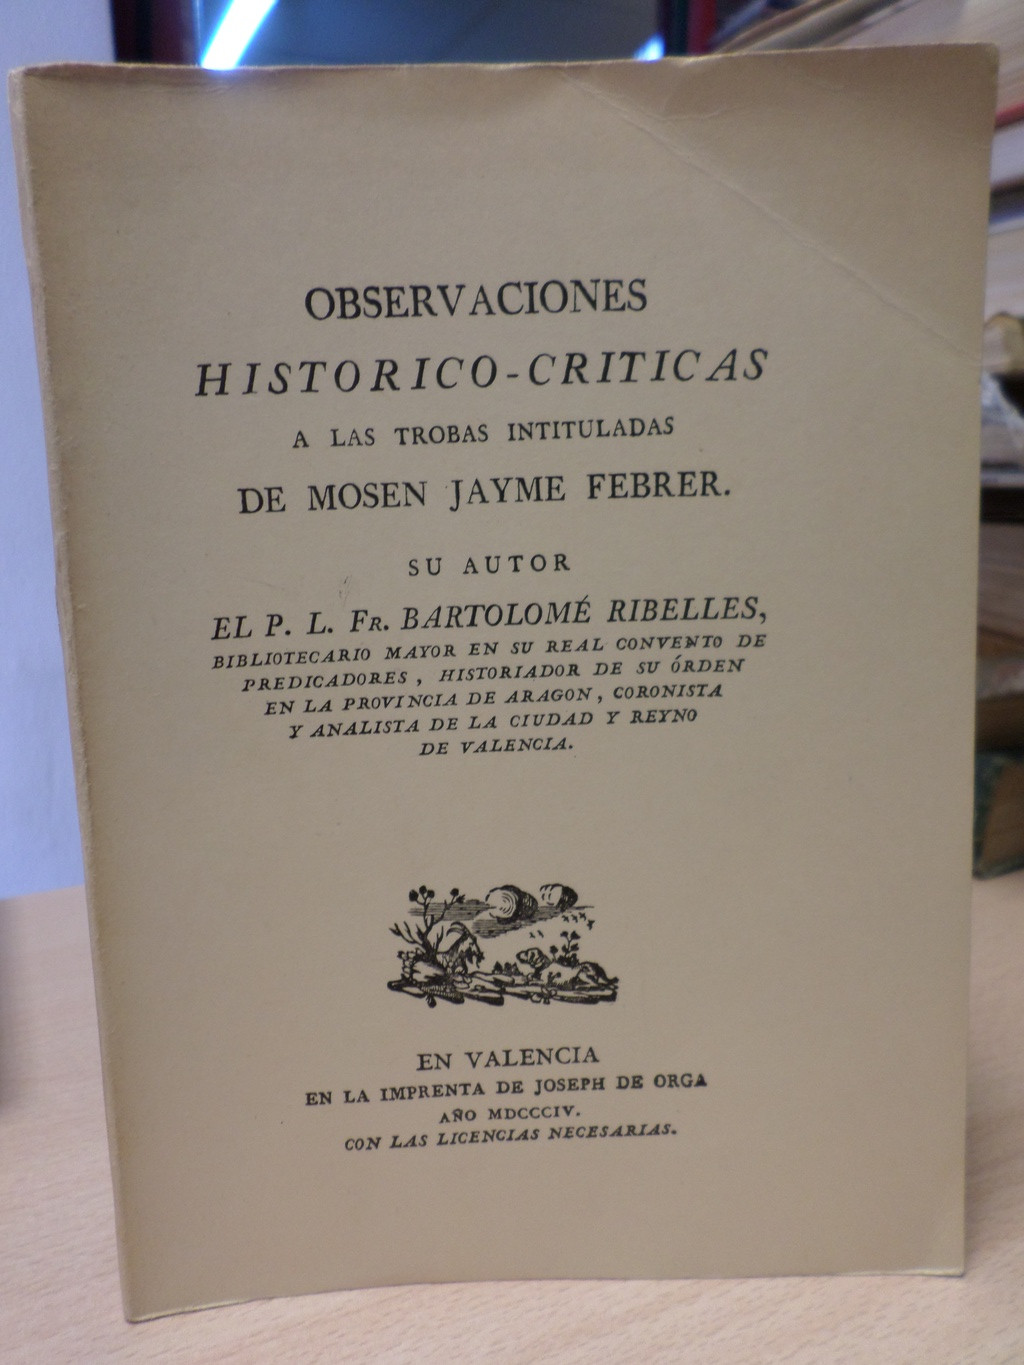 OBSERVACIONES
HISTORICO-CRITICAS
A LAS TROBAS INTITULADAS
DE MOSEN JAYME FEBRER.
SU AUTOR
EL P. L. FR. BARTOLOMÉ RIBELLES,
BIBLIOTECARIO MAYOR EN SU REAL CONVENTO DE
PREDICADORES, HISTORIADOR DE SU ÓRDEN
EN LA PROVINCIA DE ARAGON, CORONISTA
Y ANALISTA DE LA CIUDAD Y REYNO
DE VALENCIA.
EN VALENCIA
EN LA IMPRENTA DE JOSEPH DE ORGA
AÑO MDCCCIV.
CON LAS LICENCIAS NECESARIAS.